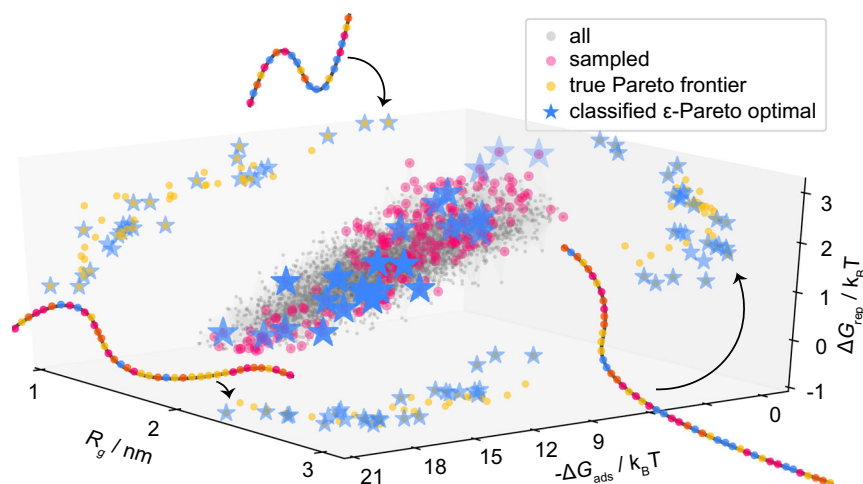 all
sampled
true Pareto frontier
classified ε-Pareto optimal
3
2
1
0
-1
ΔG_rep / k_BT
1
2
3
R_g / nm
21
18
15
12
9
0
-ΔG_ads / k_BT